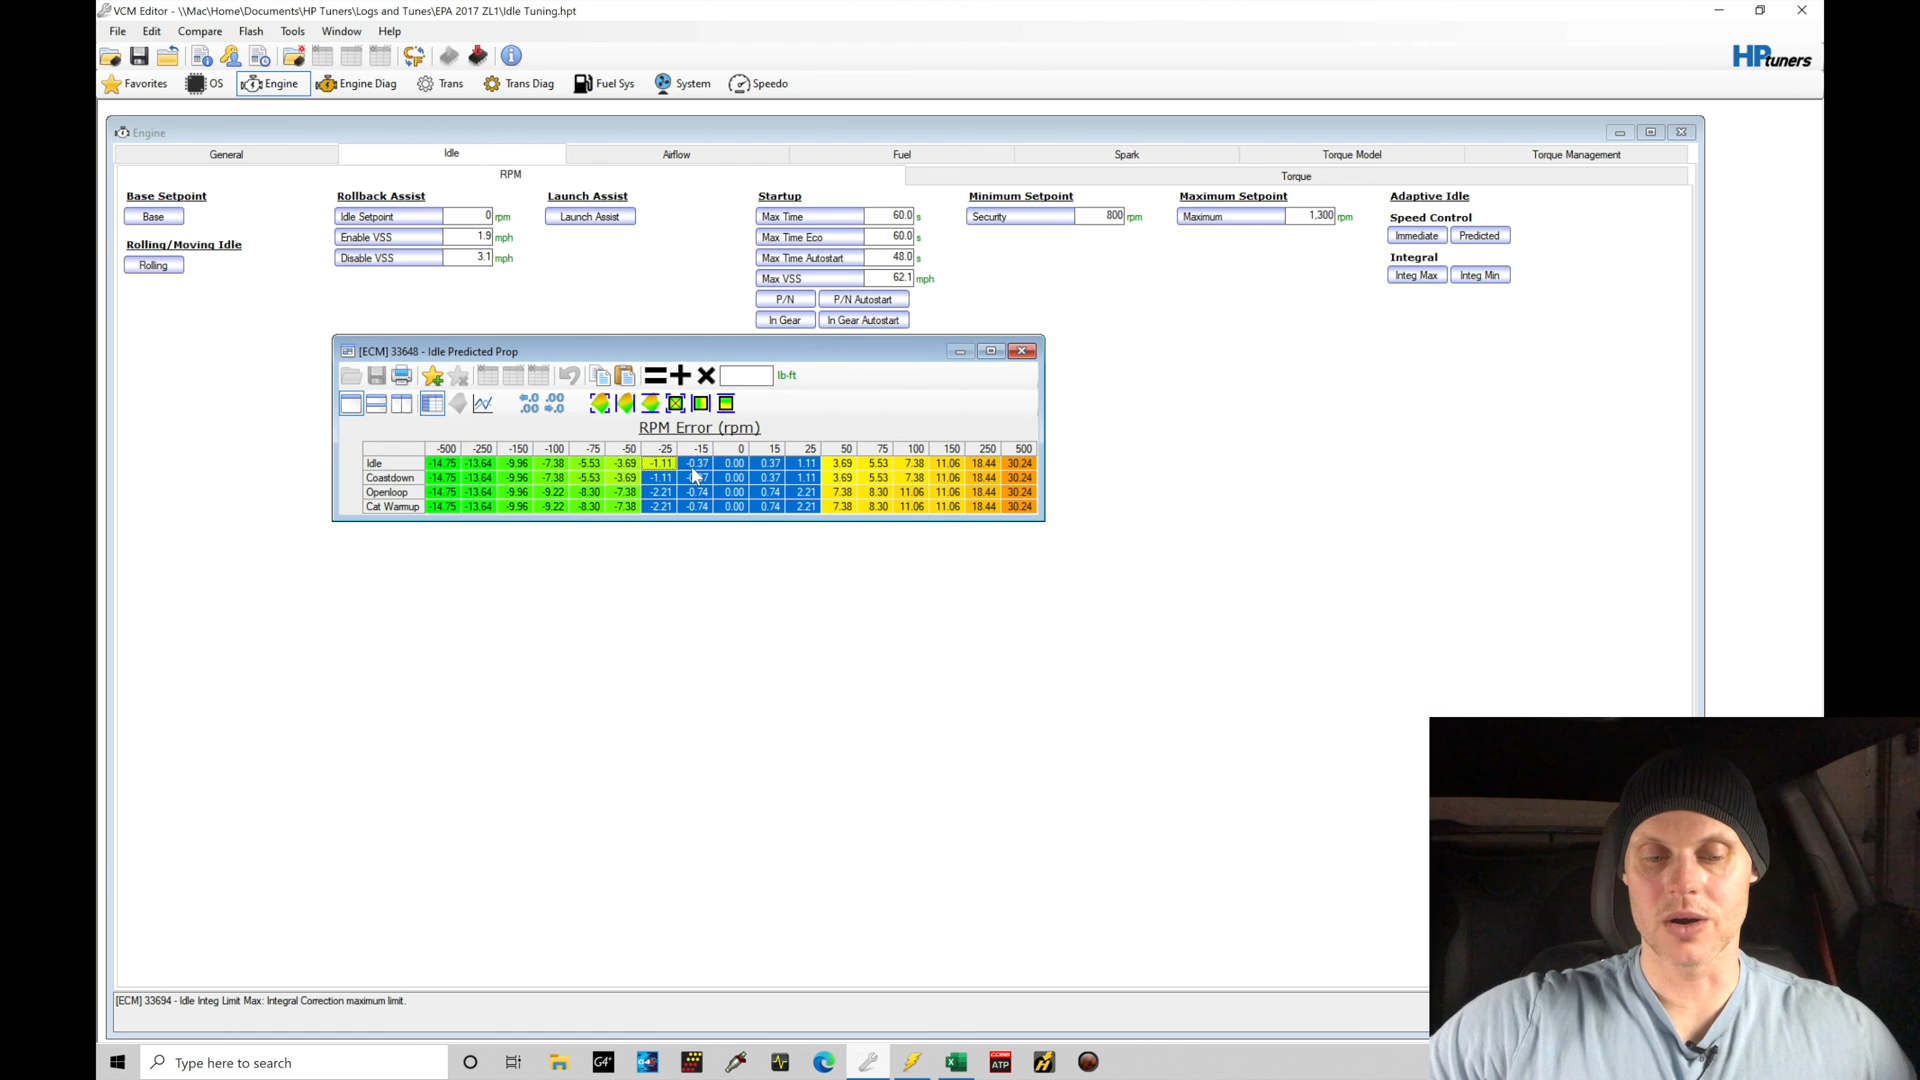 VCM Editor - \\Mac\Home\Documents\HP Tuners\Logs and Tunes\EPA 2017 ZL1\Idle Tuning.hpt
File Edit Compare Flash Tools Window Help
HPtuners
Favorites OS Engine Engine Diag Trans Trans Diag Fuel Sys System Speedo
Engine
General Idle Airflow Fuel Spark Torque Model Torque Management
RPM Torque
Base Setpoint Rollback Assist Launch Assist Startup Minimum Setpoint Maximum Setpoint Adaptive Idle
Base Idle Setpoint 0 rpm Launch Assist Max Time 60.0 s Security 800 rpm Maximum 1,300 rpm Speed Control
Enable VSS 1.9 mph Max Time Eco 60.0 s Immediate Predicted
Rolling/Moving Idle
Rolling Disable VSS 3.1 mph Max Time Autostart 48.0 s Integral
Max VSS 62.1 mph Integ Max Integ Min
P/N P/N Autostart
In Gear In Gear Autostart
[ECM] 33648 - Idle Predicted Prop
lb-ft
RPM Error (rpm)
-500 -250 -150 -100 -75 -50 -25 -15 0 15 25 50 75 100 150 250 500
Idle -14.75 -13.64 -9.96 -7.38 -5.53 -3.69 -1.11 -0.37 0.00 0.37 1.11 3.69 5.53 7.38 11.06 18.44 30.24
Coastdown -14.75 -13.64 -9.96 -7.38 -5.53 -3.69 -1.11 0.00 0.37 1.11 3.69 5.53 7.38 11.06 18.44 30.24
Openloop -14.75 -13.64 -9.96 -9.22 -8.30 -7.38 -2.21 -0.74 0.00 0.74 2.21 7.38 8.30 11.06 11.06 18.44 30.24
Cat Warmup -14.75 -13.64 -9.96 -9.22 -8.30 -7.38 -2.21 -0.74 0.00 0.74 2.21 7.38 8.30 11.06 11.06 18.44 30.24
[ECM] 33694 - Idle Integ Limit Max: Integral Correction maximum limit.
Type here to search
G4+
COBB
ATP